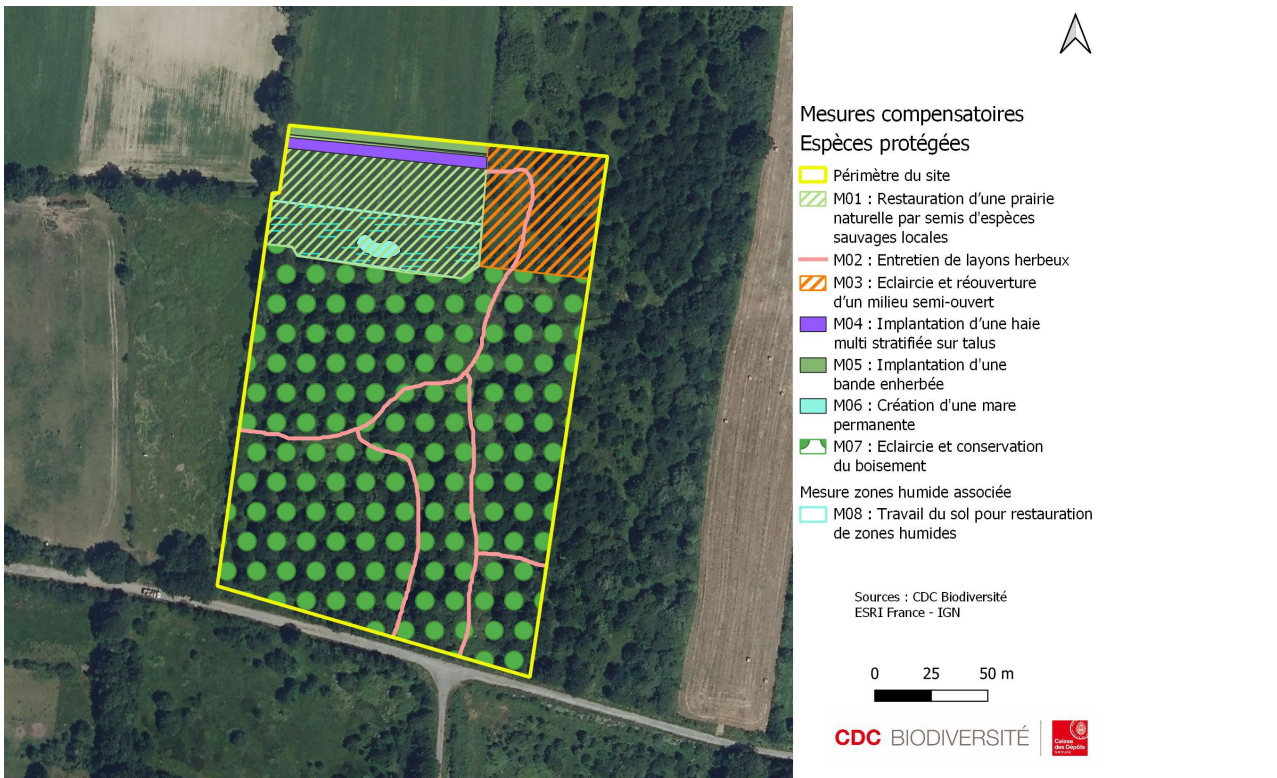 Mesures compensatoires
Espèces protégées
Périmètre du site
M01 : Restauration d'une prairie
naturelle par semis d'espèces
sauvages locales
M02 : Entretien de layons herbeux
M03 : Eclaircie et réouverture
d'un milieu semi-ouvert
M04 : Implantation d'une haie
multi stratifiée sur talus
M05 : Implantation d'une
bande enherbée
M06 : Création d'une mare
permanente
M07 : Eclaircie et conservation
du boisement
Mesure zones humide associée
M08 : Travail du sol pour restauration
de zones humides
Sources : CDC Biodiversité
ESRI France - IGN
0 25 50 m
CDC BIODIVERSITÉ
Caisse
des Dépôts
GROUPE